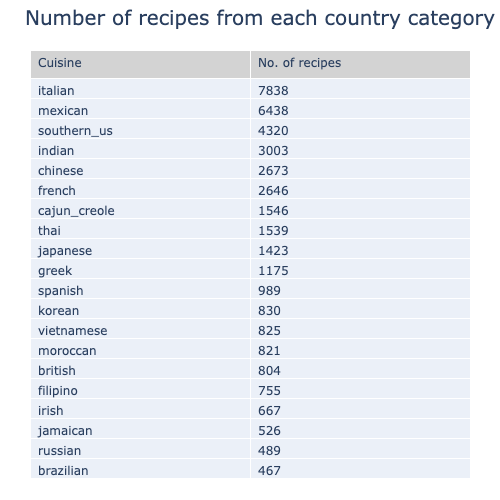 Number of recipes from each country category
Cuisine No. of recipes
italian 7838
mexican 6438
southern_us 4320
indian 3003
chinese 2673
french 2646
cajun_creole 1546
thai 1539
japanese 1423
greek 1175
spanish 989
korean 830
vietnamese 825
moroccan 821
british 804
filipino 755
irish 667
jamaican 526
russian 489
brazilian 467